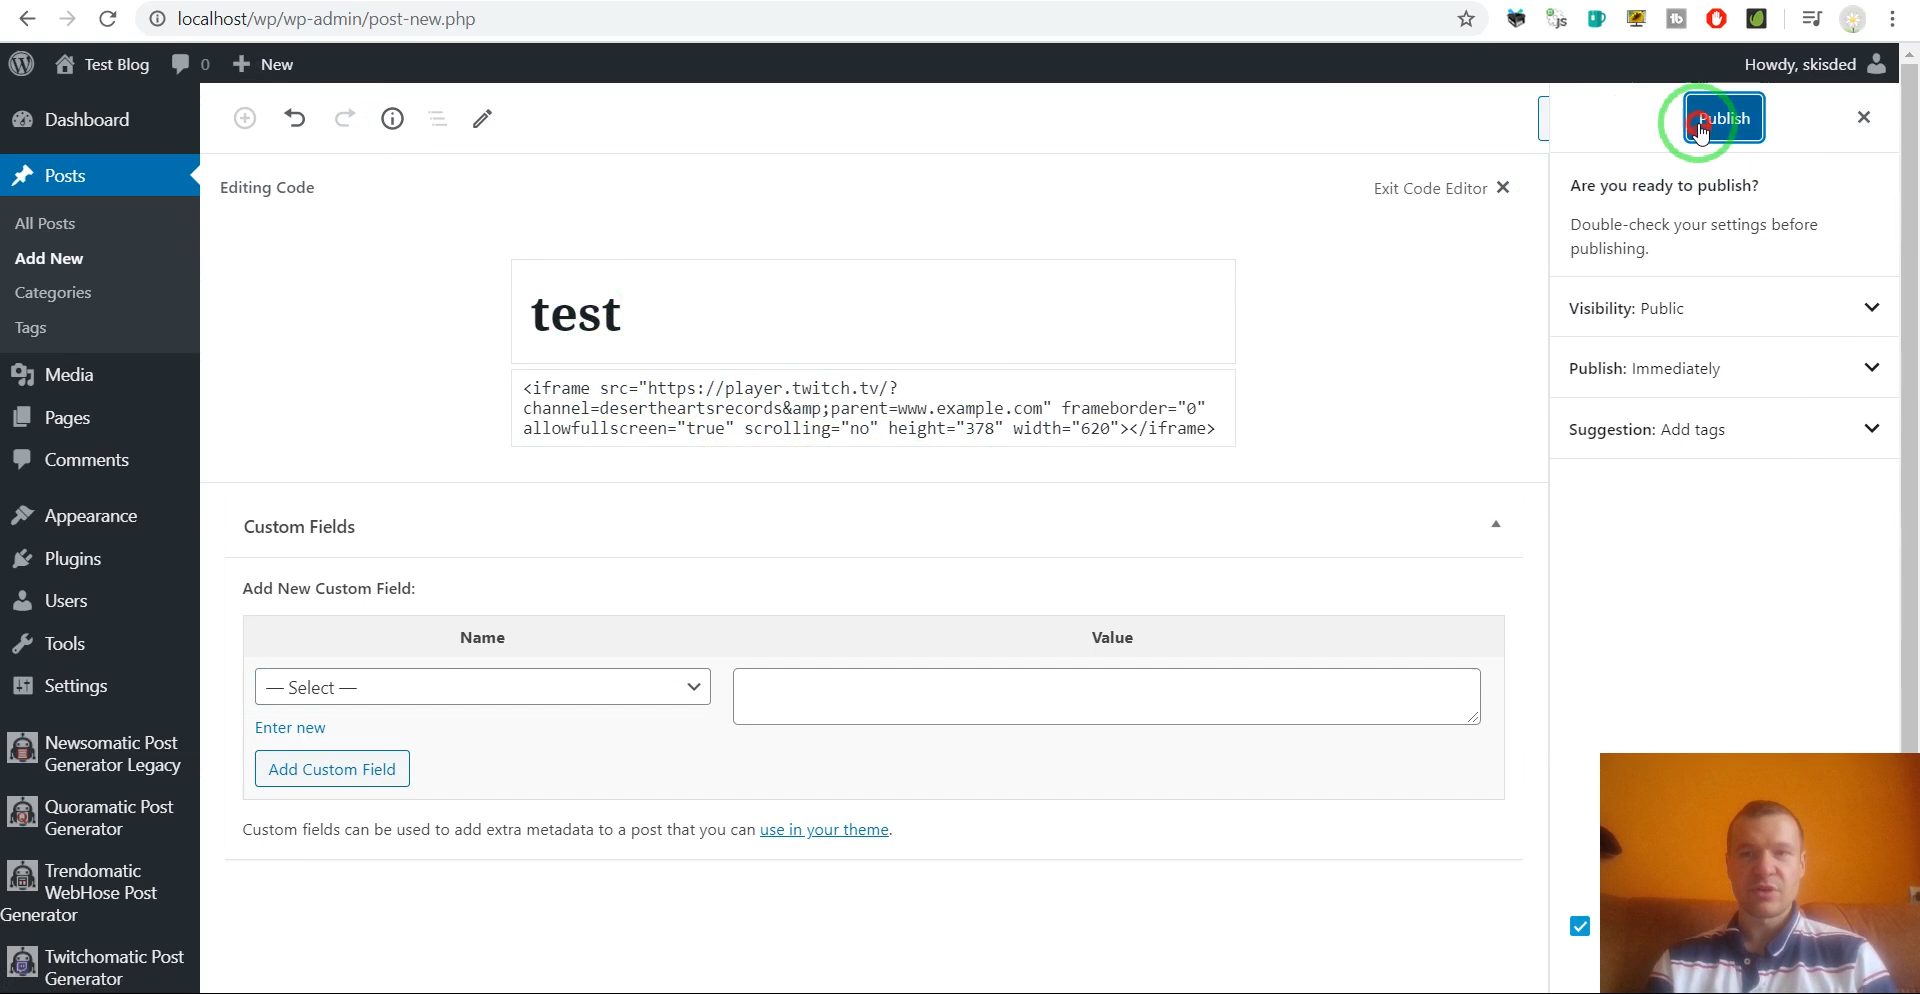 localhost/wp/wp-admin/post-new.php
Test Blog
0
New
Howdy, skisded
Dashboard
Posts
All Posts
Add New
Categories
Tags
Media
Pages
Comments
Appearance
Plugins
Users
Tools
Settings
Newsomatic Post
Generator Legacy
Quoramatic Post
Generator
Trendomatic
WebHose Post
Generator
Twitchomatic Post
Generator
Editing Code
Exit Code Editor
test
<iframe src="https://player.twitch.tv/?
channel=desertheartsrecords&amp;parent=www.example.com" frameborder="0"
allowfullscreen="true" scrolling="no" height="378" width="620"></iframe>
Custom Fields
Add New Custom Field:
Name
Value
— Select —
Enter new
Add Custom Field
Custom fields can be used to add extra metadata to a post that you can use in your theme.
Publish
Are you ready to publish?
Double-check your settings before
publishing.
Visibility: Public
Publish: Immediately
Suggestion: Add tags